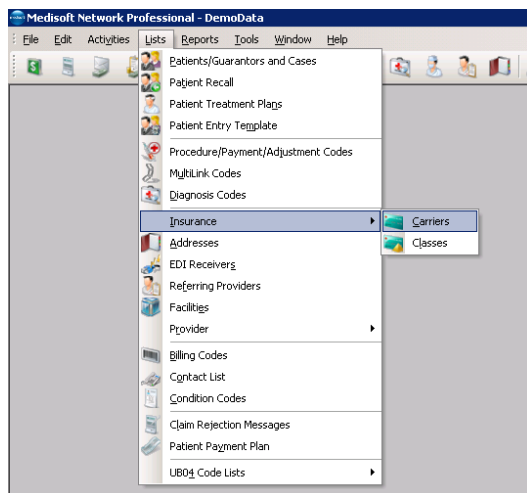 Medisoft Network Professional - DemoData
File Edit Activities Lists Reports Tools Window Help
Patients/Guarantors and Cases
Patient Recall
Patient Treatment Plans
Patient Entry Template
Procedure/Payment/Adjustment Codes
MultiLink Codes
Diagnosis Codes
Insurance
Carriers
Addresses
Classes
EDI Receivers
Referring Providers
Facilities
Provider
Billing Codes
Contact List
Condition Codes
Claim Rejection Messages
Patient Payment Plan
UB04 Code Lists